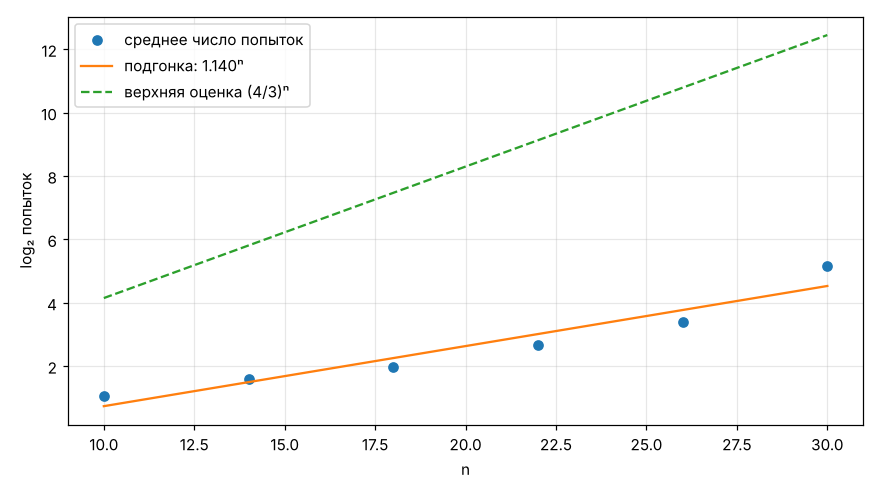 среднее число попыток
подгонка: 1.140ⁿ
верхняя оценка (4/3)ⁿ
12
10
8
6
4
2
log₂ попыток
10.0 12.5 15.0 17.5 20.0 22.5 25.0 27.5 30.0
n